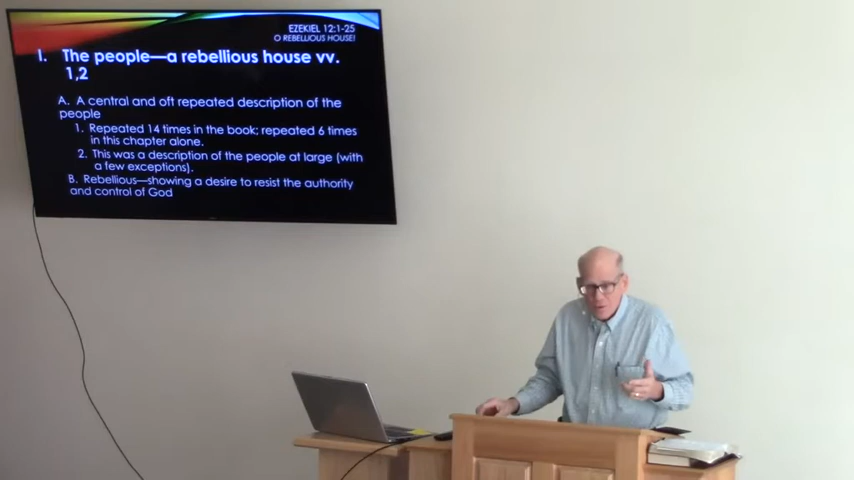 EZEKIEL 12:1-25
O REBELLIOUS HOUSE!
I. The people—a rebellious house vv.
1,2
A. A central and oft repeated description of the
people
1. Repeated 14 times in the book; repeated 6 times
in this chapter alone.
2. This was a description of the people at large (with
a few exceptions).
B. Rebellious—showing a desire to resist the authority
and control of God